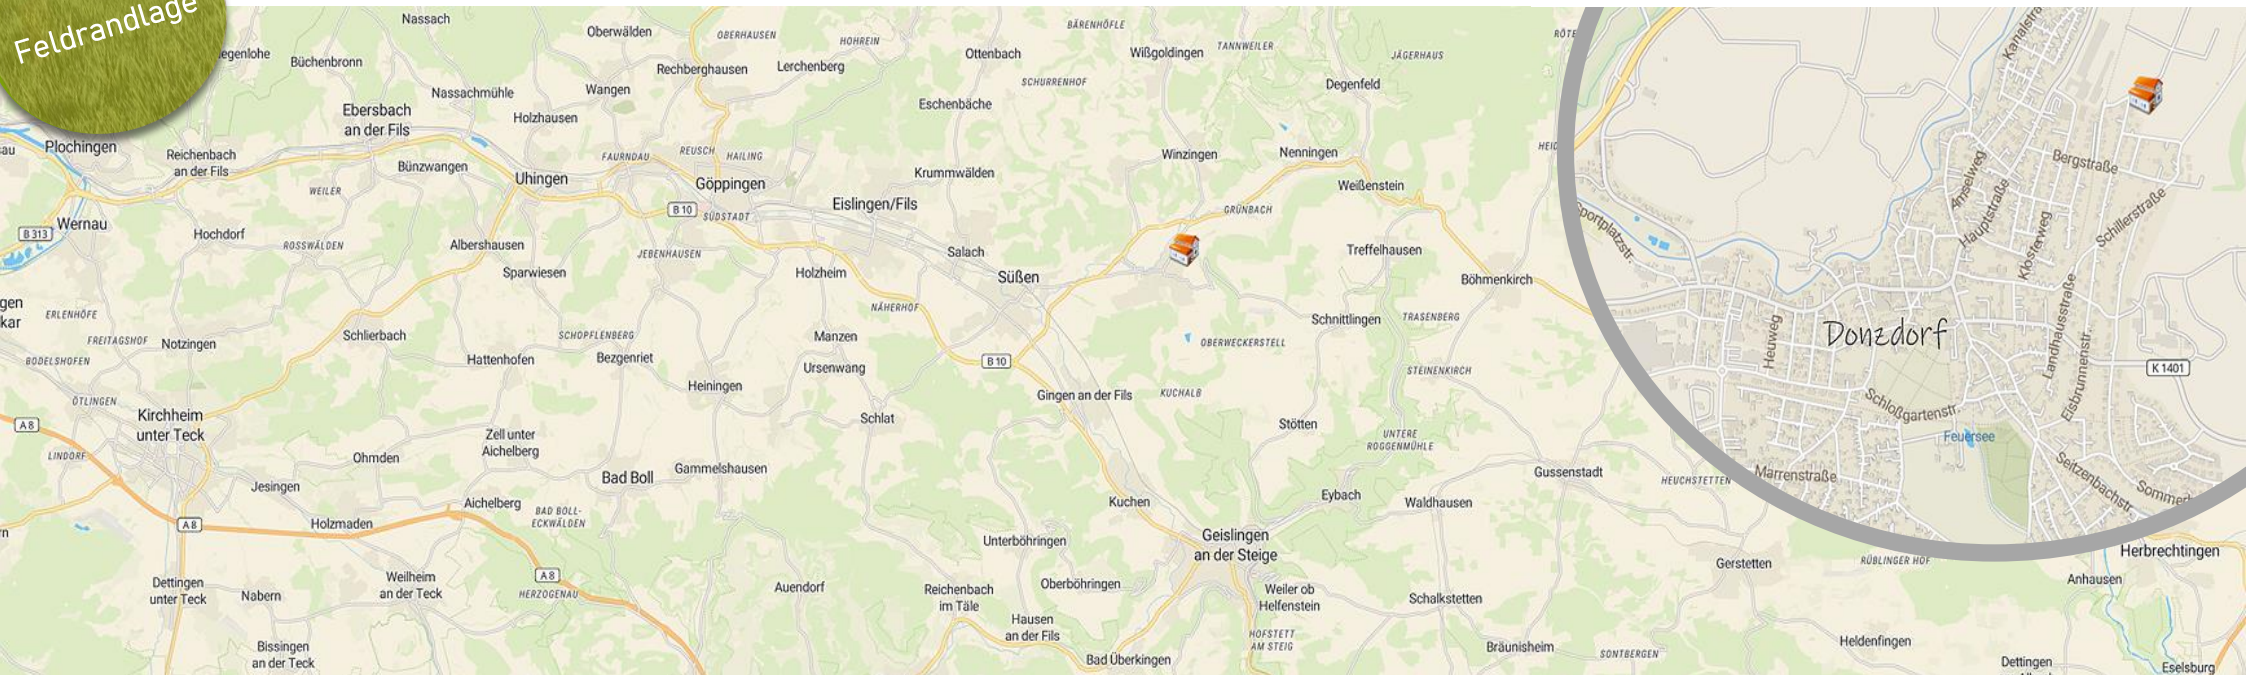 Feldrandlage
Nassach
Oberwälden
OBERHAUSEN
HOHREIN
BÄRENHÖFLE
Ottenbach
Wißgoldingen
TANNWEILER
JÄGERHAUS
Büchenbronn
Rechberghausen
Lerchenberg
SCHURRENHOF
Degenfeld
Nassachmühle
Wangen
Eschenbäche
Ebersbach
an der Fils
Holzhausen
Plochingen
Reichenbach
an der Fils
Bünzwangen
FAURNDAU
REUSCH
HAILING
Winzingen
Nenningen
Uhingen
Göppingen
Krummwälden
Weißenstein
WEILER
Eislingen/Fils
B 10
SÜDSTADT
GRÜNBACH
Wernau
B 313
Hochdorf
ROSSWÄLDEN
Albershausen
JEBENHAUSEN
Salach
Treffelhausen
Sparwiesen
Holzheim
Süßen
Böhmenkirch
ERLENHÖFE
NÄHERHOF
Schnittlingen
TRASENBERG
FREITAGSHOF
Notzingen
Schlierbach
SCHOPFLENBERG
Manzen
OBERWECKERSTELL
BODELSHOFEN
Hattenhofen
Bezgenriet
Ursenwang
B 10
STEINENKIRCH
Heiningen
Gingen an der Fils
KUCHALB
ÖTLINGEN
Kirchheim
unter Teck
A 8
Schlat
Stötten
UNTERE
ROGGENMÜHLE
Zell unter
Aichelberg
LINDORF
Ohmden
Bad Boll
Gammelshausen
Gussenstadt
HEUCHSTETTEN
Jesingen
Aichelberg
BAD BOLL-
ECKWÄLDEN
Kuchen
Eybach
Waldhausen
A 8
Holzmaden
Unterböhringen
Geislingen
an der Steige
Herbrechtingen
Gerstetten
RÜBLINGER HOF
Anhausen
Dettingen
unter Teck
Nabern
Weilheim
an der Teck
A 8
HERZOGENAU
Auendorf
Reichenbach
im Täle
Oberböhringen
Weiler ob
Helfenstein
Schalkstetten
Hausen
an der Fils
HOFSTETT
AM STEIG
Bissingen
an der Teck
Bad Überkingen
Bräunisheim
SONTBERGEN
Heldenfingen
Dettingen
Eselsburg
Bergstraße
Amselweg
Hauptstraße
Klosterweg
Schillerstraße
Sportplatzstr.
Landhausstraße
Eisbrunnenstr.
Heuweg
Donzdorf
K 1401
Schloßgartenstr.
Feuersee
Marrenstraße
Seitzenbachstr.